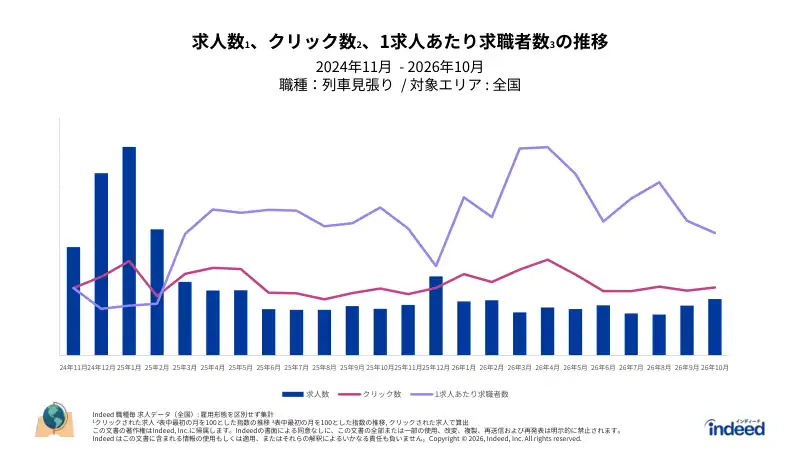 求人数1、クリック数2、1求人あたり求職者数3の推移
2024年11月 - 2026年10月
職種：列車見張り / 対象エリア : 全国
24年11月 24年12月 25年1月 25年2月 25年3月 25年4月 25年5月 25年6月 25年7月 25年8月 25年9月 25年10月 25年11月 25年12月 26年1月 26年2月 26年3月 26年4月 26年5月 26年6月 26年7月 26年8月 26年9月 26年10月
求人数 クリック数 1求人あたり求職者数
Indeed 職種毎 求人データ（全国）: 雇用形態を区別せず集計
¹クリックされた求人 ²表中最初の月を100とした指数の推移 ³表中最初の月を100とした指数の推移, クリックされた求人で算出
この文書の著作権はIndeed, Inc.に帰属します。Indeedの書面による同意なしに、この文書の全部または一部の使用、改変、複製、再送信および再発表は明示的に禁止されます。
Indeed はこの文書に含まれる情報の使用もしくは適用、またはそれらの解釈によるいかなる責任も負いません。Copyright © 2026, Indeed, Inc. All rights reserved.
インディード
indeed